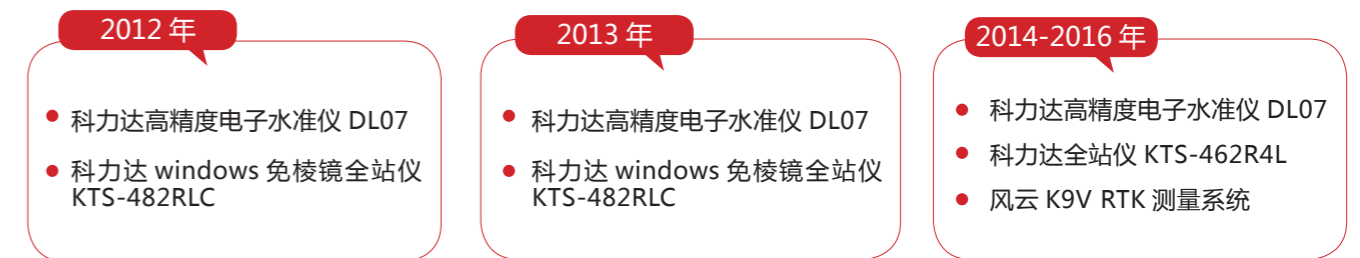 2012 年
科力达高精度电子水准仪 DL07
科力达 windows 免棱镜全站仪
KTS-482RLC
2013 年
科力达高精度电子水准仪 DL07
科力达 windows 免棱镜全站仪
KTS-482RLC
2014-2016 年
科力达高精度电子水准仪 DL07
科力达全站仪 KTS-462R4L
风云 K9V RTK 测量系统